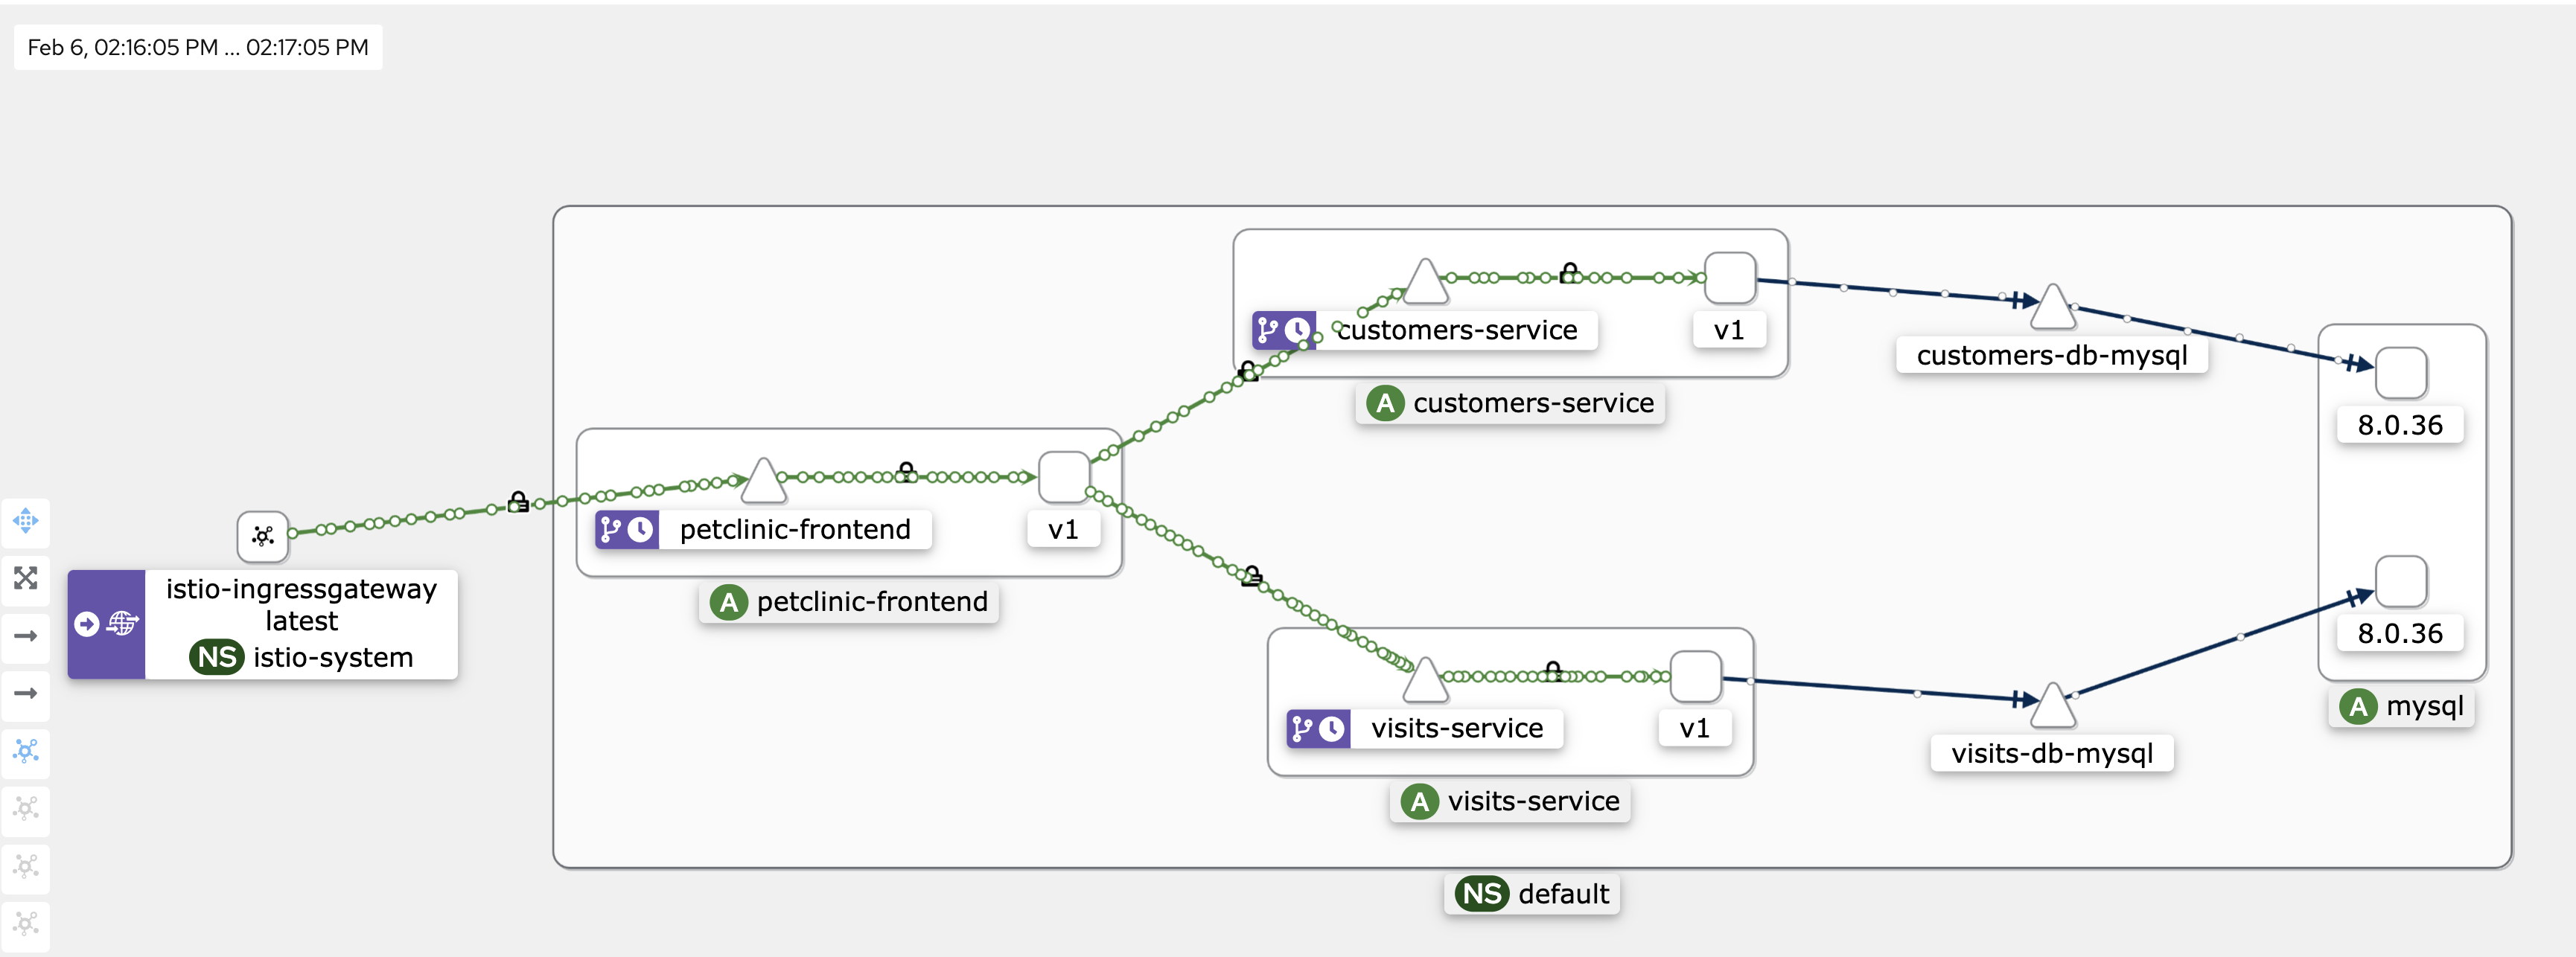 Feb 6, 02:16:05 PM ... 02:17:05 PM
customers-service
v1
A customers-service
customers-db-mysql
8.0.36
petclinic-frontend
v1
A petclinic-frontend
istio-ingressgateway
latest
NS istio-system
8.0.36
A mysql
visits-service
v1
visits-db-mysql
A visits-service
NS default